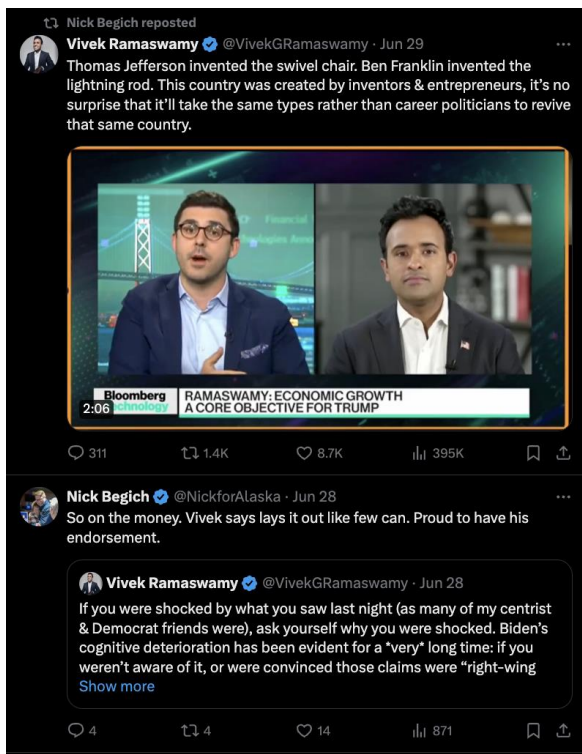 Nick Begich reposted
Vivek Ramaswamy @VivekGRamaswamy · Jun 29
Thomas Jefferson invented the swivel chair. Ben Franklin invented the
lightning rod. This country was created by inventors & entrepreneurs, it's no
surprise that it'll take the same types rather than career politicians to revive
that same country.
Financial
Bloomberg
Technology
RAMASWAMY: ECONOMIC GROWTH
A CORE OBJECTIVE FOR TRUMP
2:06
311 1.4K 8.7K 395K
Nick Begich @NickforAlaska · Jun 28
So on the money. Vivek says lays it out like few can. Proud to have his
endorsement.
Vivek Ramaswamy @VivekGRamaswamy · Jun 28
If you were shocked by what you saw last night (as many of my centrist
& Democrat friends were), ask yourself why you were shocked. Biden's
cognitive deterioration has been evident for a *very* long time: if you
weren't aware of it, or were convinced those claims were "right-wing
Show more
4 4 14 871